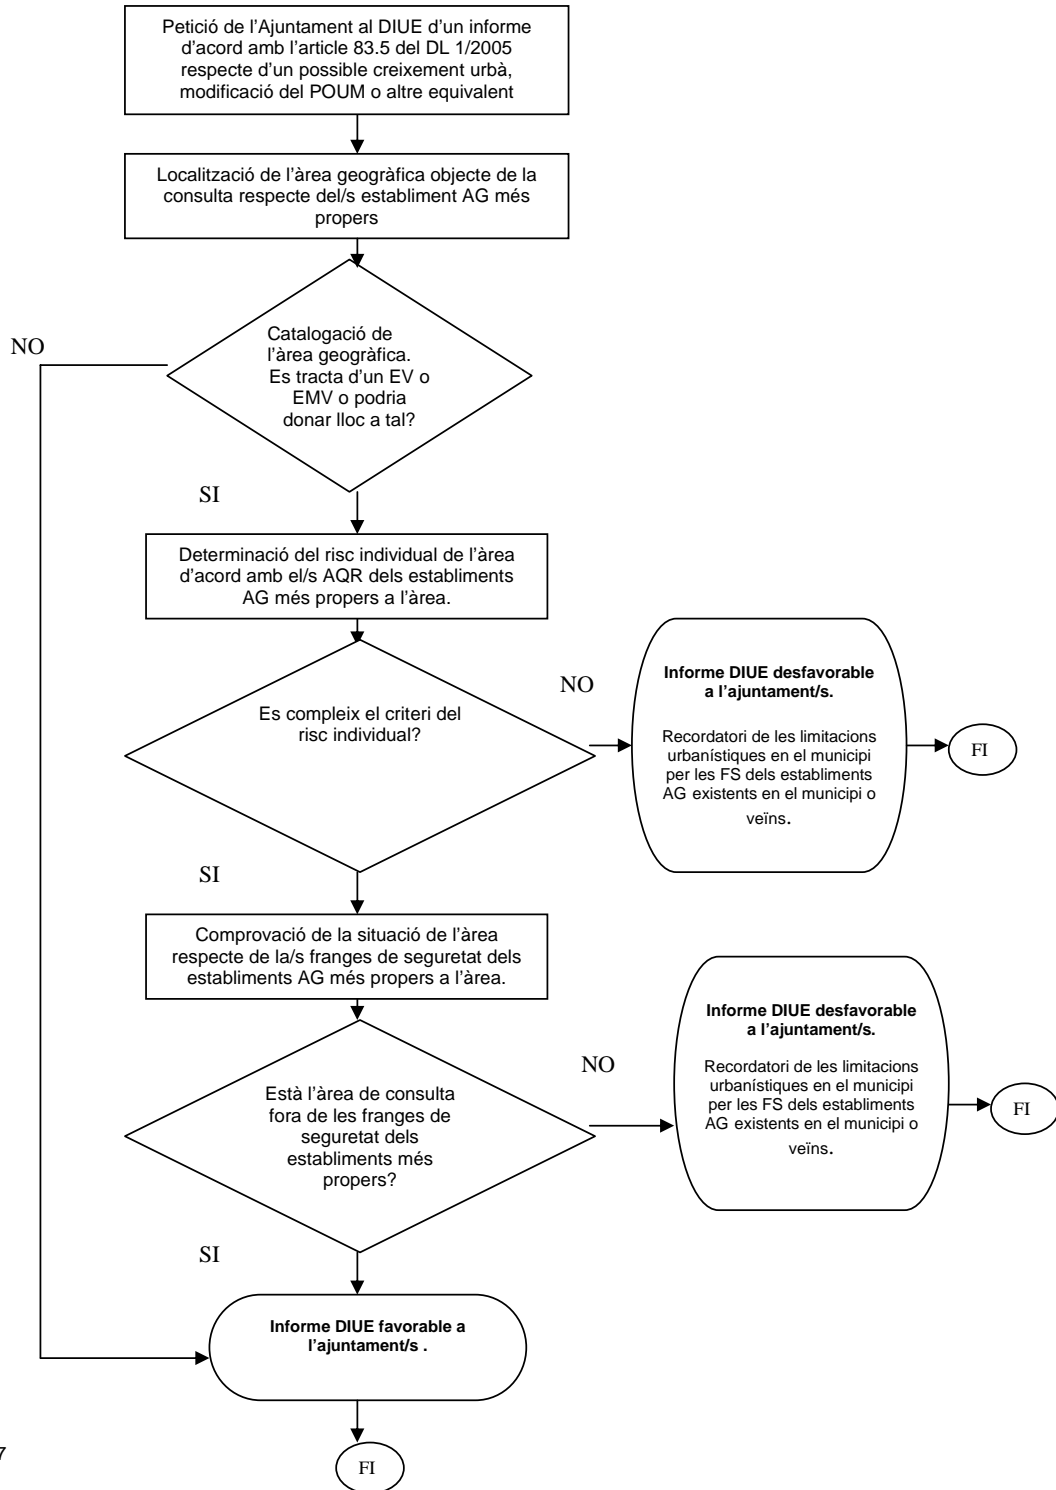 Petició de l'Ajuntament al DIUE d'un informe
d'acord amb l'article 83.5 del DL 1/2005
respecte d'un possible creixement urbà,
modificació del POUM o altre equivalent
Localització de l'àrea geogràfica objecte de la
consulta respecte del/s establiment AG més
propers
NO
Catalogació de
l'àrea geogràfica.
Es tracta d'un EV o
EMV o podria
donar lloc a tal?
SI
Determinació del risc individual de l'àrea
d'acord amb el/s AQR dels establiments
AG més propers a l'àrea.
Es compleix el criteri del
risc individual?
NO
Informe DIUE desfavorable
a l'ajuntament/s.
Recordatori de les limitacions
urbanístiques en el municipi
per les FS dels establiments
AG existents en el municipi o
veïns.
FI
SI
Comprovació de la situació de l'àrea
respecte de la/s franges de seguretat dels
establiments AG més propers a l'àrea.
Està l'àrea de consulta
fora de les franges de
seguretat dels
establiments més
propers?
NO
Informe DIUE desfavorable
a l'ajuntament/s.
Recordatori de les limitacions
urbanístiques en el municipi
per les FS dels establiments
AG existents en el municipi o
veïns.
FI
SI
Informe DIUE favorable a
l'ajuntament/s .
FI
7